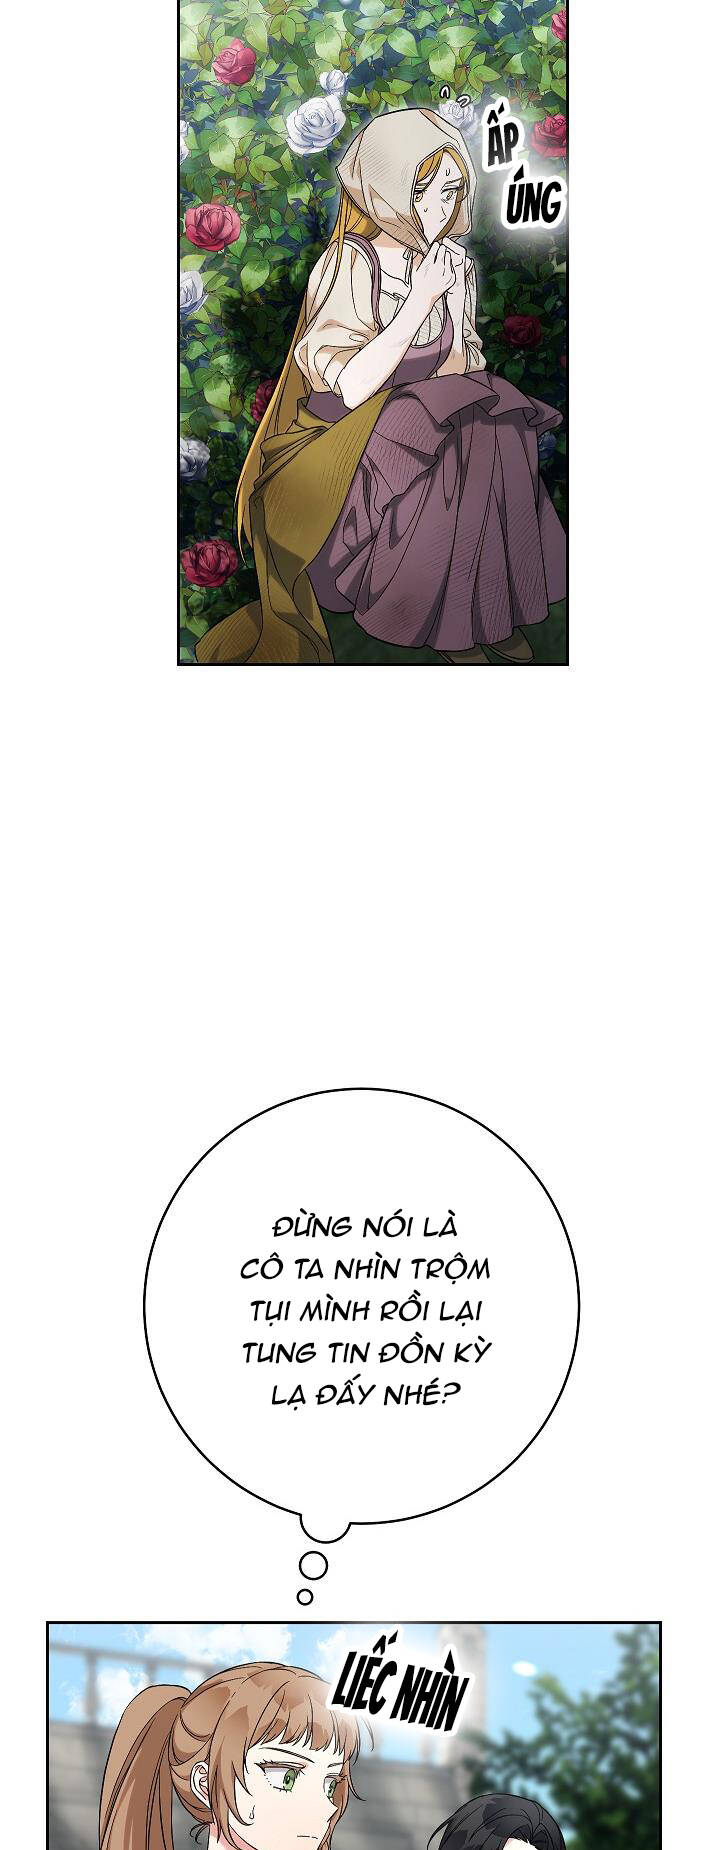 ẤP
ÚNG
ĐỪNG NÓI LÀ
CÔ TA NHÌN TRỘM
TỤI MÌNH RỒI LẠI
TUNG TIN ĐỒN KỲ
LẠ ĐẤY NHÉ?
LIẾC NHÌN